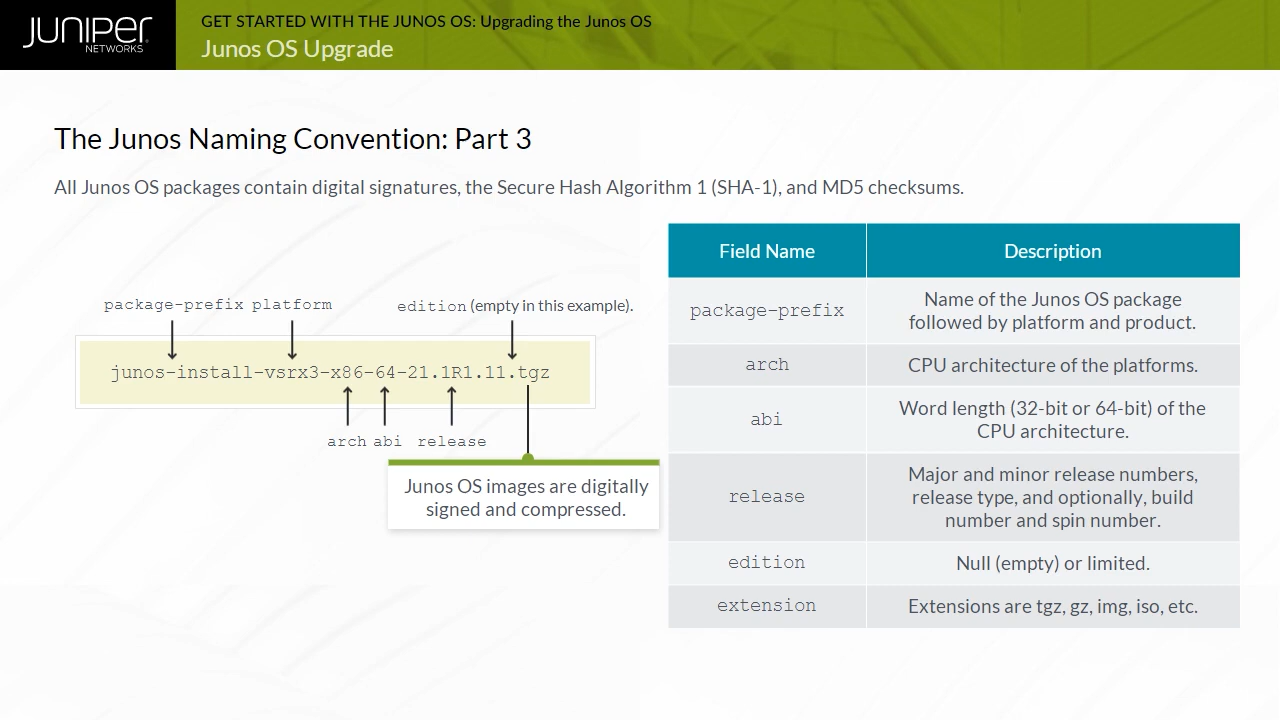 JUNIPER
NETWORKS
GET STARTED WITH THE JUNOS OS: Upgrading the Junos OS
Junos OS Upgrade
The Junos Naming Convention: Part 3
All Junos OS packages contain digital signatures, the Secure Hash Algorithm 1 (SHA-1), and MD5 checksums.
package-prefix platform
edition (empty in this example).
junos-install-vsrx3-x86-64-21.1R1.11.tgz
arch abi release
Junos OS images are digitally
signed and compressed.
Field Name Description
package-prefix
Name of the Junos OS package
followed by platform and product.
arch CPU architecture of the platforms.
abi
Word length (32-bit or 64-bit) of the
CPU architecture.
release
Major and minor release numbers,
release type, and optionally, build
number and spin number.
edition Null (empty) or limited.
extension Extensions are tgz, gz, img, iso, etc.